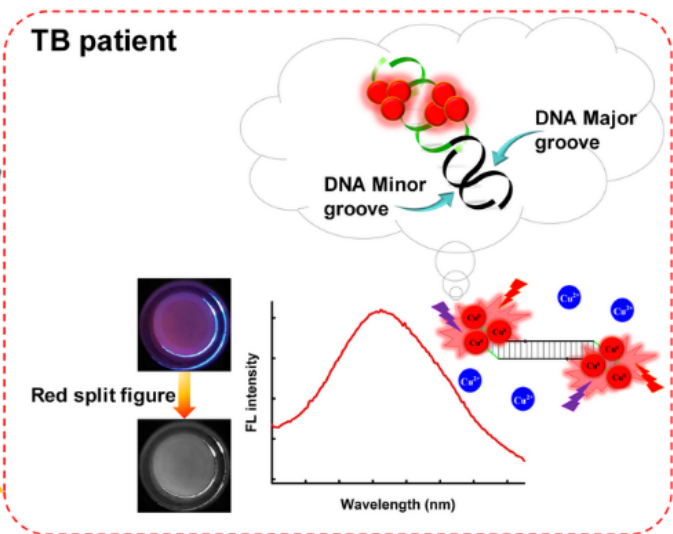 TB patient
DNA Major
groove
DNA Minor
groove
Cu²⁺
Cu²⁺
Cu⁰
Cu⁰
Cu⁰
Cu⁰
Cu⁰
Cu⁰
Cu²⁺
Cu²⁺
Red split figure
FL intensity
Wavelength (nm)